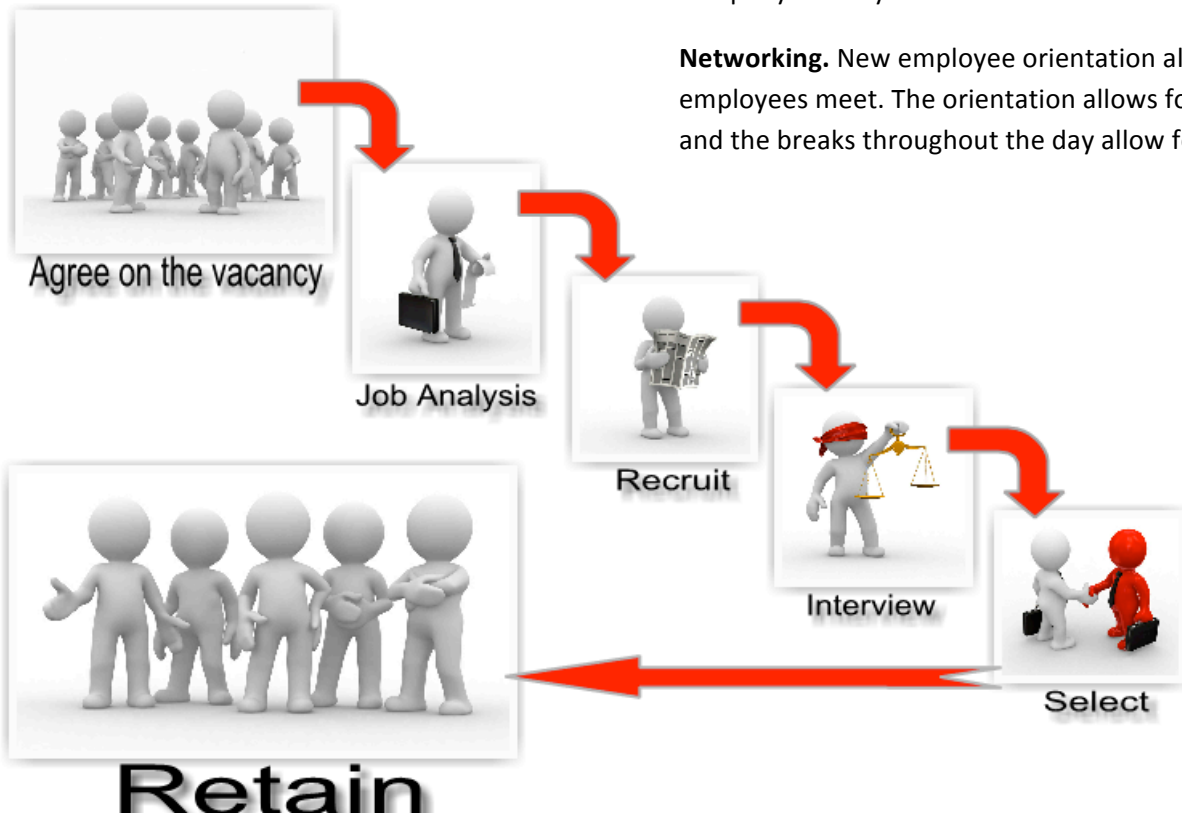 Networking. New employee orientation al
employees meet. The orientation allows fo
and the breaks throughout the day allow f
Agree on the vacancy
Job Analysis
Recruit
Interview
Select
Retain